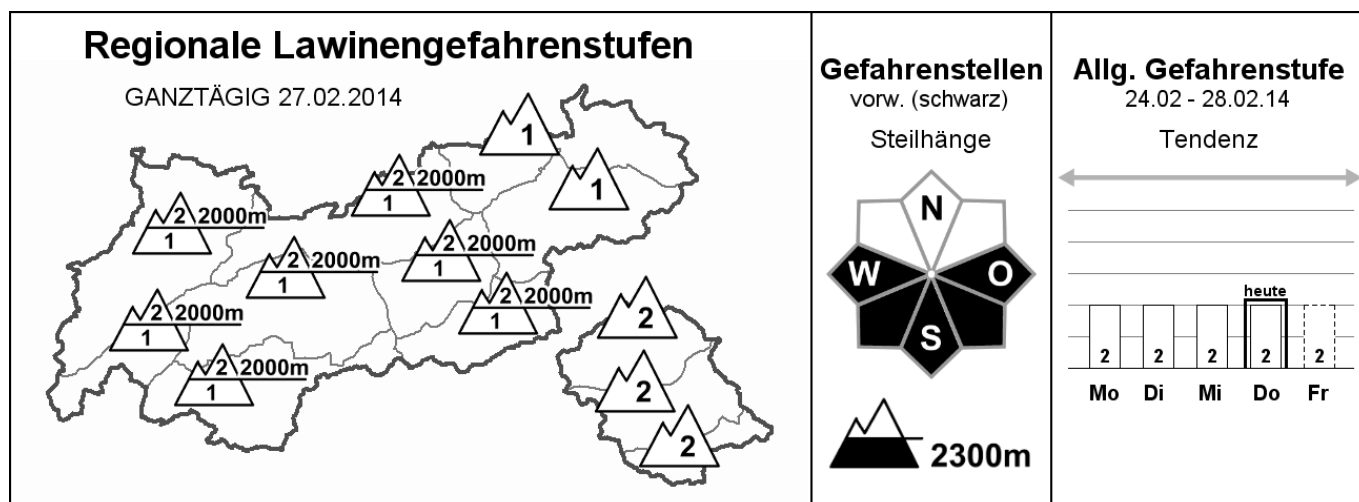 Regionale Lawinengefahrenstufen
GANZTÄGIG 27.02.2014
1
1
2 2000m
1
2 2000m
1
2 2000m
1
2 2000m
1
2 2000m
1
2 2000m
1
2 2000m
1
2
2
2
Gefahrenstellen
vorw. (schwarz)
Steilhänge
N
W O
S
2300m
Allg. Gefahrenstufe
24.02 - 28.02.14
Tendenz
heute
2 2 2 2 2
Mo Di Mi Do Fr